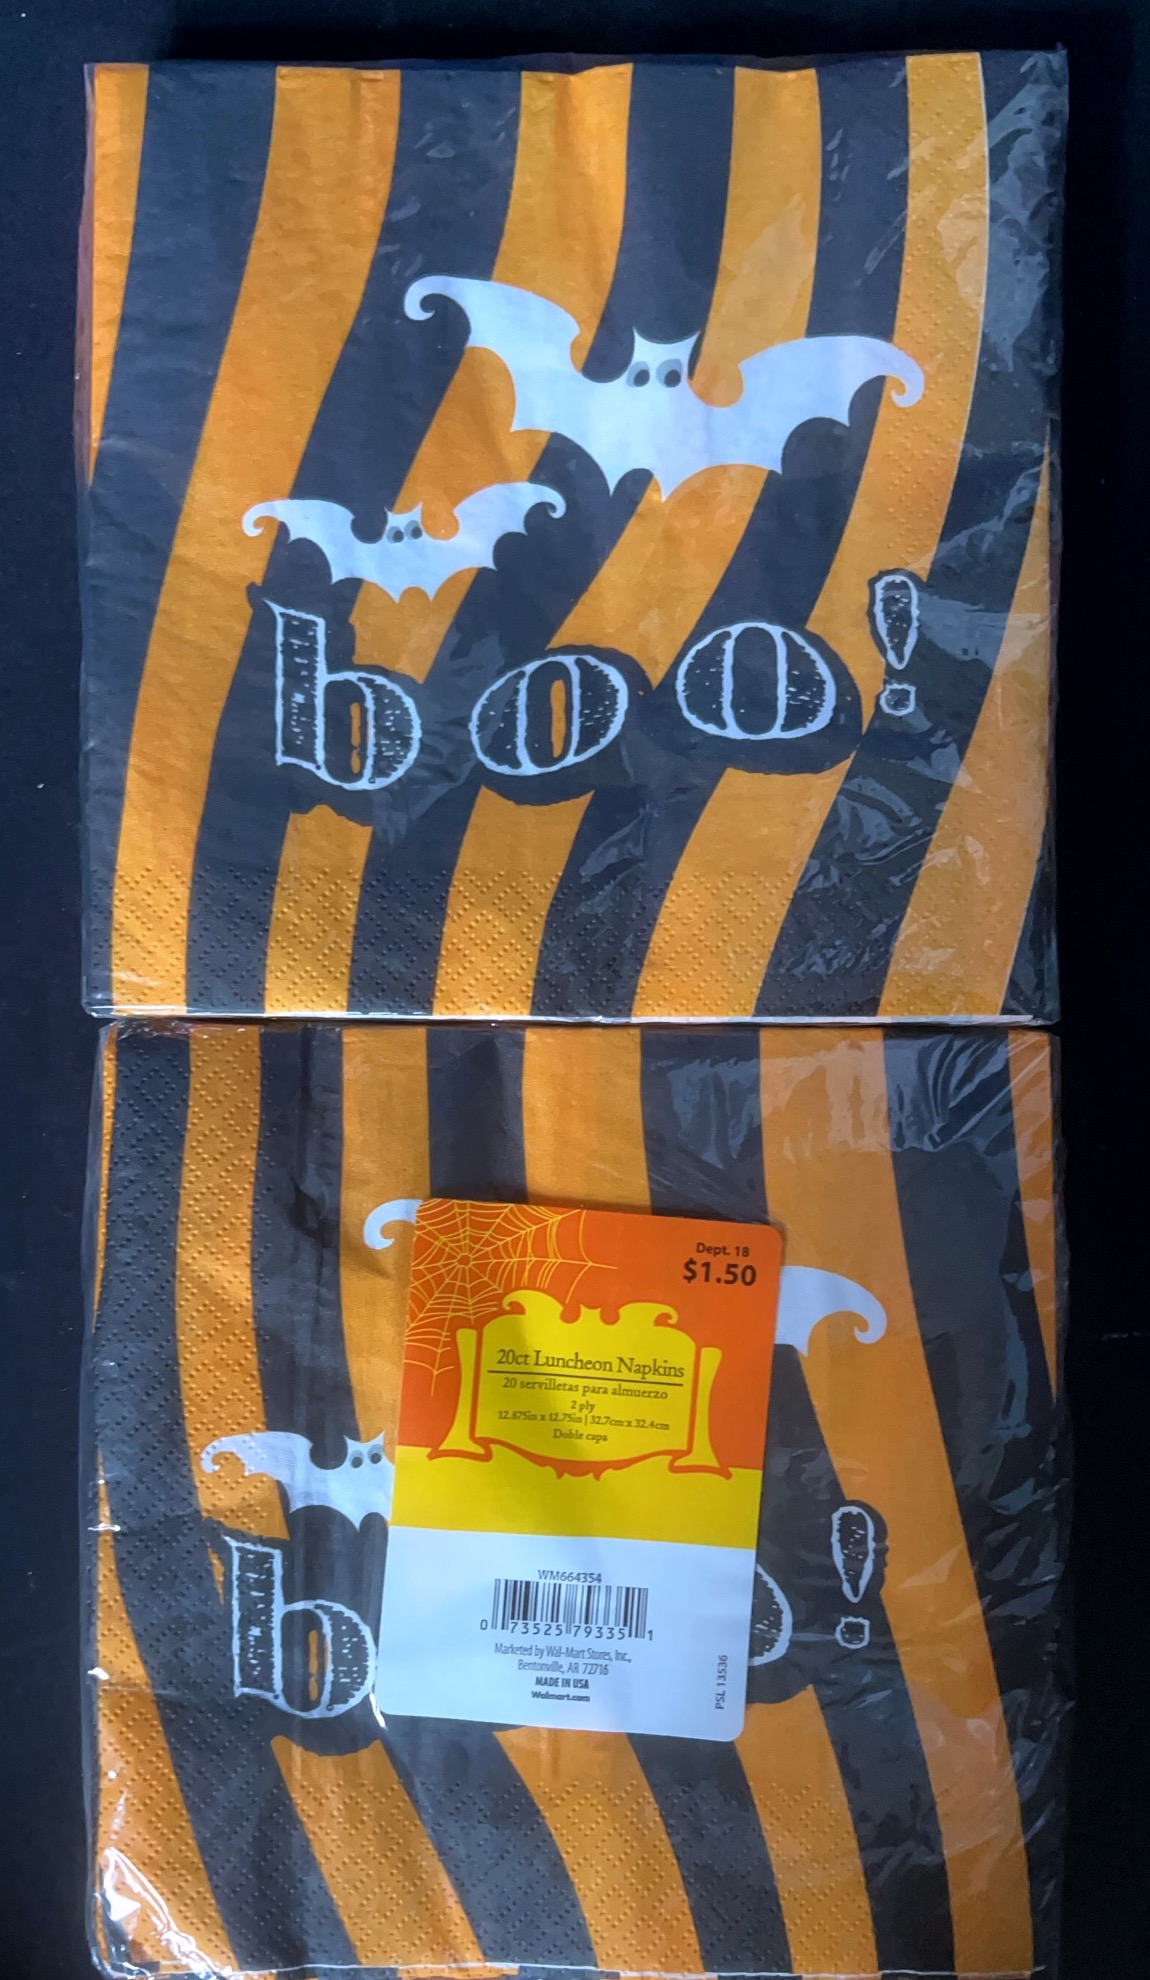 boo!
Dept. 18
$1.50
20ct Luncheon Napkins
20 servilletas para almuerzo
2 ply
12.875in x 12.75in | 32.7cm x 32.4cm
Doble capa
b !
WM664354
0 73525 79335 1
Marketed by Wal-Mart Stores, Inc.,
Bentonville, AR 72716
MADE IN USA
Walmart.com
PSL 13536